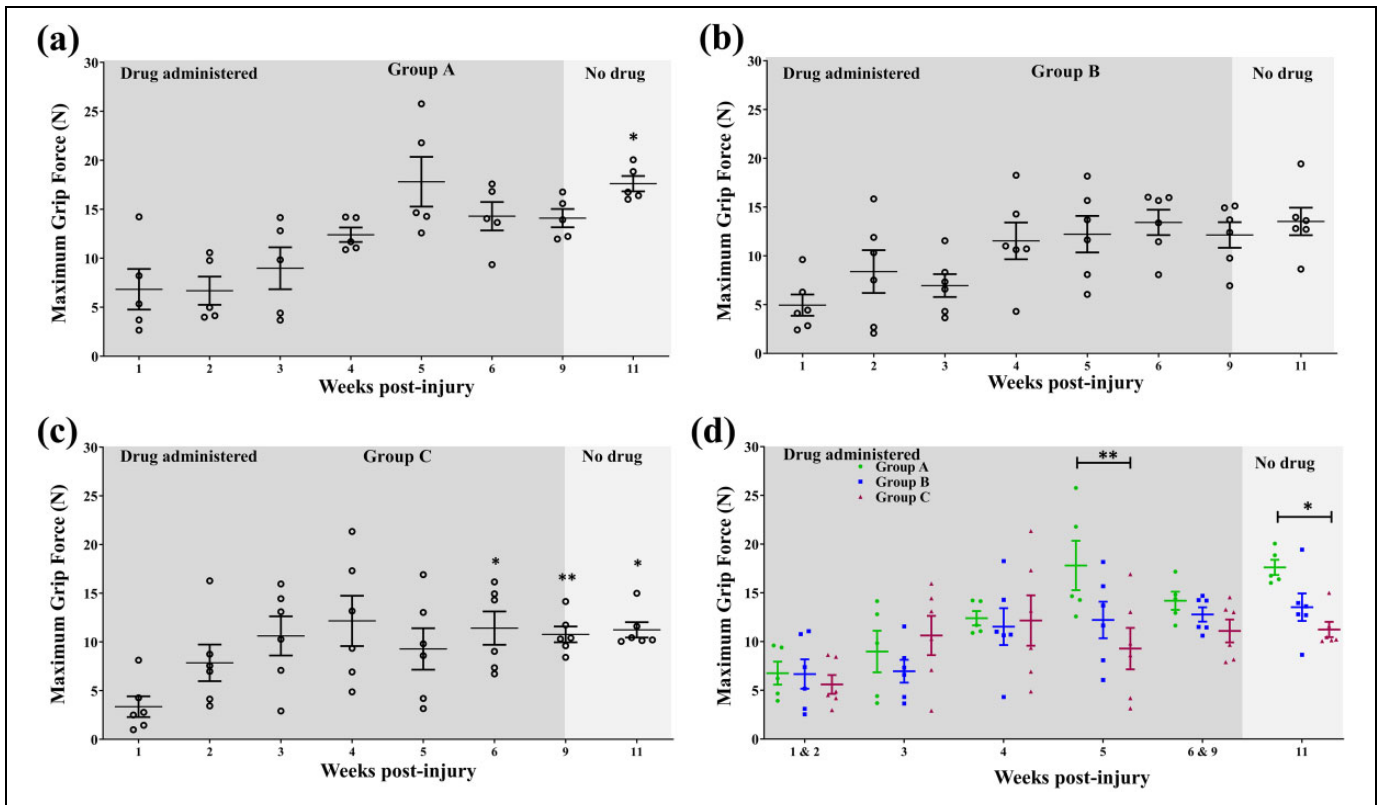 (a)
Drug administered
Group A
No drug
*
Maximum Grip Force (N)
30
25
20
15
10
5
0
1 2 3 4 5 6 9 11
Weeks post-injury
(b)
Drug administered
Group B
No drug
Maximum Grip Force (N)
30
25
20
15
10
5
0
1 2 3 4 5 6 9 11
Weeks post-injury
(c)
Drug administered
Group C
No drug
* ** *
Maximum Grip Force (N)
30
25
20
15
10
5
0
1 2 3 4 5 6 9 11
Weeks post-injury
(d)
Drug administered
Group A
Group B
Group C
No drug
**
*
Maximum Grip Force (N)
30
25
20
15
10
5
0
1 & 2 3 4 5 6 & 9 11
Weeks post-injury